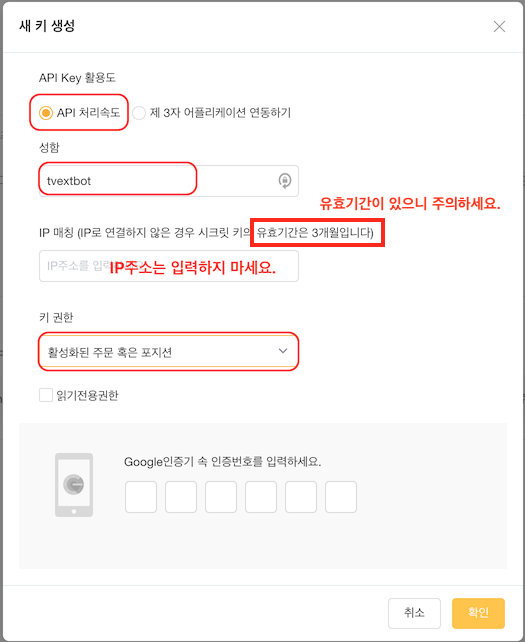 새 키 생성
API Key 활용도
API 처리속도 제 3자 어플리케이션 연동하기
성함
tvextbot
유효기간이 있으니 주의하세요.
IP 매칭 (IP로 연결하지 않은 경우 시크릿 키의 유효기간은 3개월입니다)
IP주소를
IP주소는 입력하지 마세요.
키 권한
활성화된 주문 혹은 포지션
읽기전용권한
Google인증기 속 인증번호를 입력하세요.
취소 확인